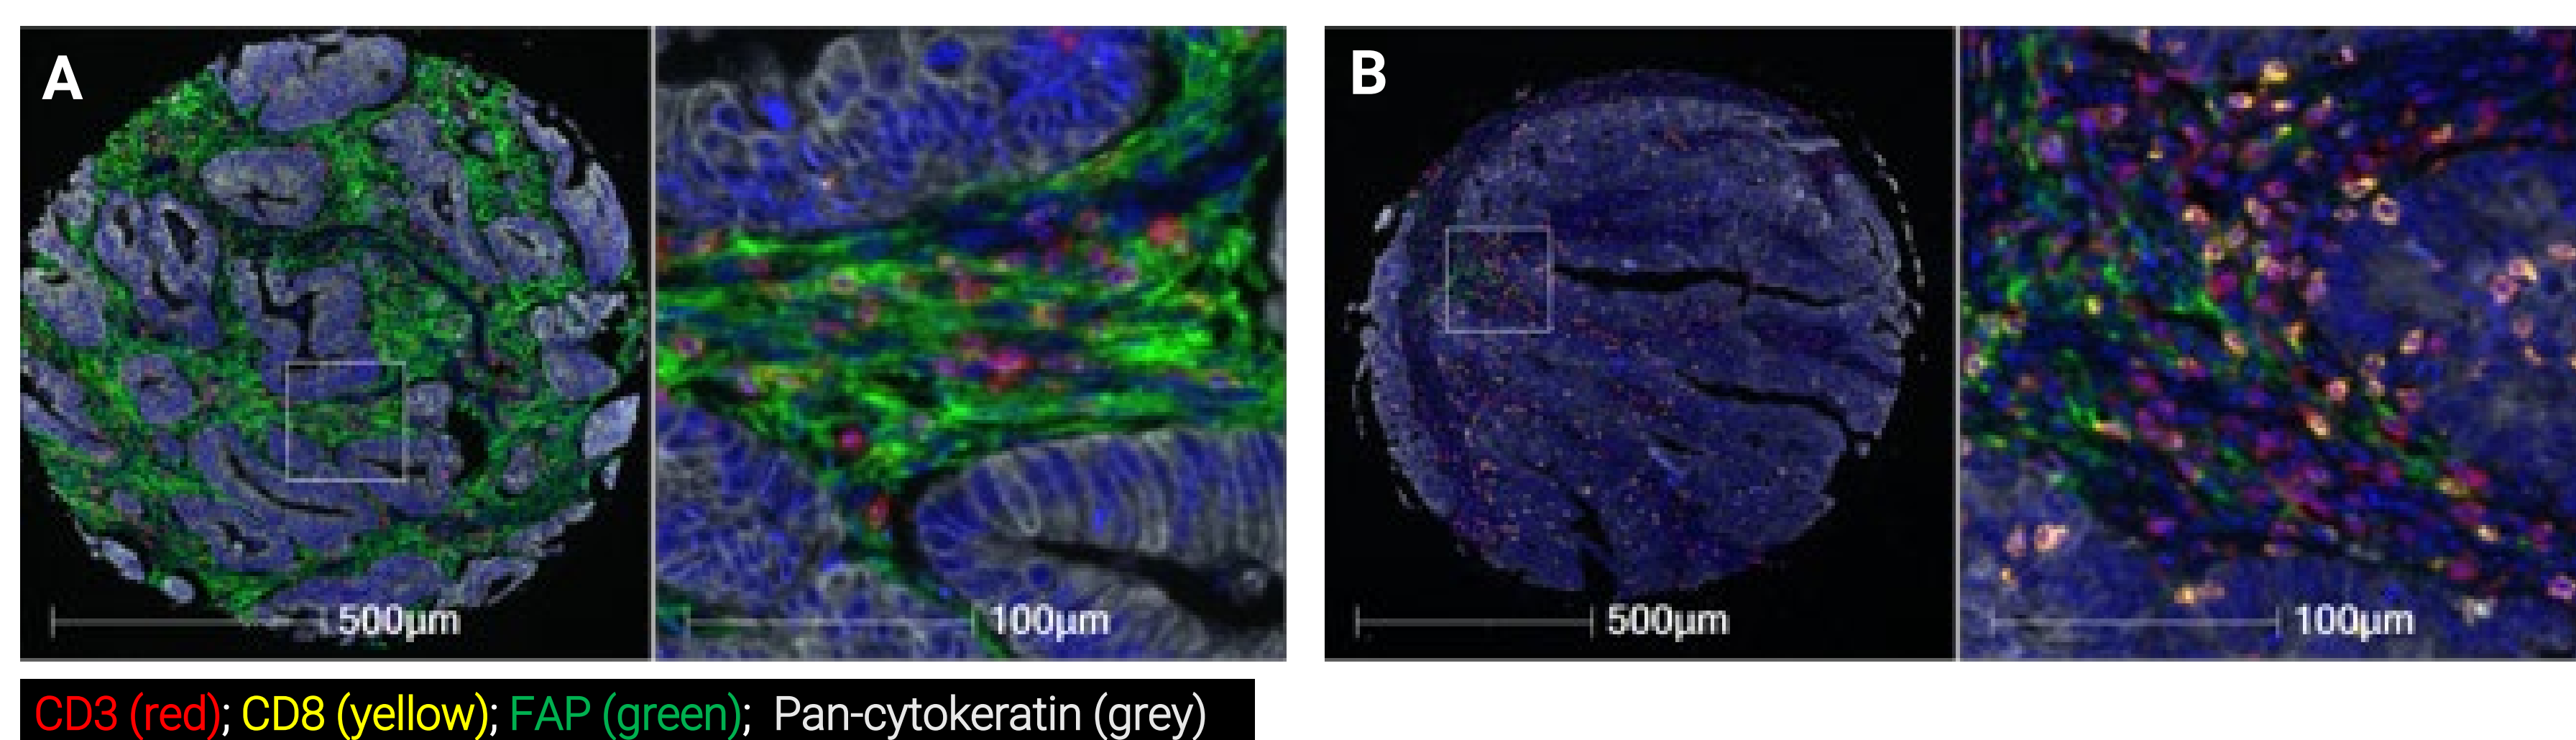 A
B
500µm
100µm
500µm
100µm
CD3 (red); CD8 (yellow); FAP (green); Pan-cytokeratin (grey)